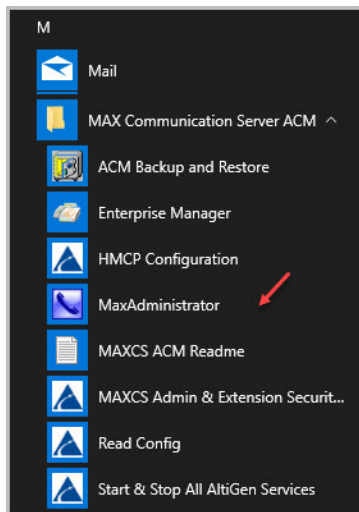 M
Mail
MAX Communication Server ACM
ACM Backup and Restore
Enterprise Manager
HMCP Configuration
MaxAdministrator
MAXCS ACM Readme
MAXCS Admin & Extension Securit...
Read Config
Start & Stop All AltiGen Services